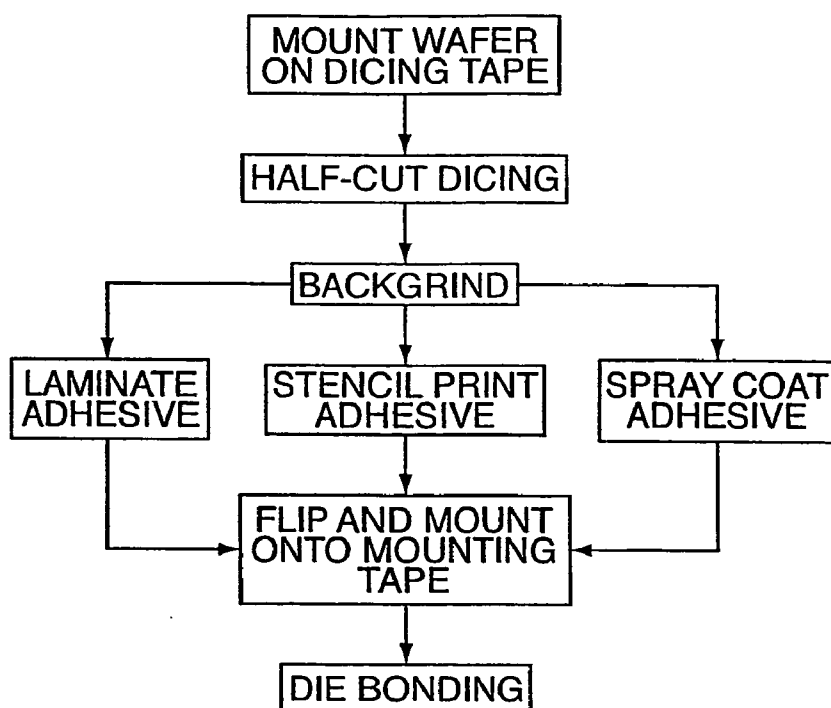 MOUNT WAFER
ON DICING TAPE
HALF-CUT DICING
BACKGRIND
LAMINATE
ADHESIVE
STENCIL PRINT
ADHESIVE
SPRAY COAT
ADHESIVE
FLIP AND MOUNT
ONTO MOUNTING
TAPE
DIE BONDING